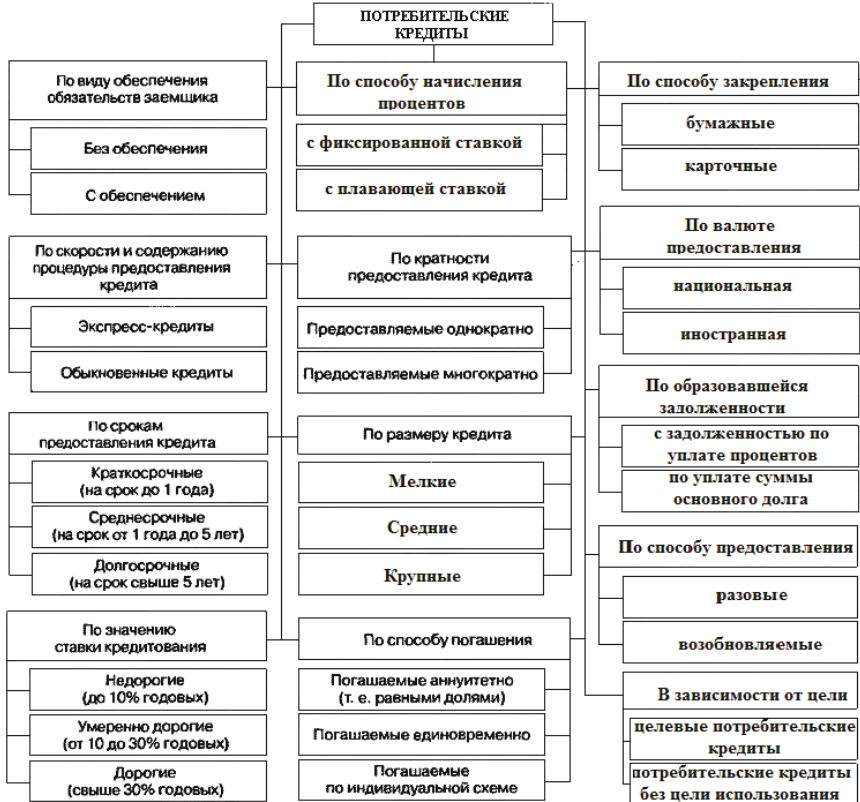 ПОТРЕБИТЕЛЬСКИЕ
КРЕДИТЫ
По виду обеспечения
обязательств заемщика
Без обеспечения
С обеспечением
По скорости и содержанию
процедуры предоставления
кредита
Экспресс-кредиты
Обыкновенные кредиты
По срокам
предоставления кредита
Краткосрочные
(на срок до 1 года)
Среднесрочные
(на срок от 1 года до 5 лет)
Долгосрочные
(на срок свыше 5 лет)
По значению
ставки кредитования
Недорогие
(до 10% годовых)
Умеренно дорогие
(от 10 до 30% годовых)
Дорогие
(свыше 30% годовых)
По способу начисления
процентов
с фиксированной ставкой
с плавающей ставкой
По кратности
предоставления кредита
Предоставляемые однократно
Предоставляемые многократно
По размеру кредита
Мелкие
Средние
Крупные
По способу погашения
Погашаемые аннуитетно
(т. е. равными долями)
Погашаемые единовременно
Погашаемые
по индивидуальной схеме
По способу закрепления
бумажные
карточные
По валюте
предоставления
национальная
иностранная
По образовавшейся
задолженности
с задолженностью по
уплате процентов
по уплате суммы
основного долга
По способу предоставления
разовые
возобновляемые
В зависимости от цели
целевые потребительские
кредиты
потребительские кредиты
без цели использования